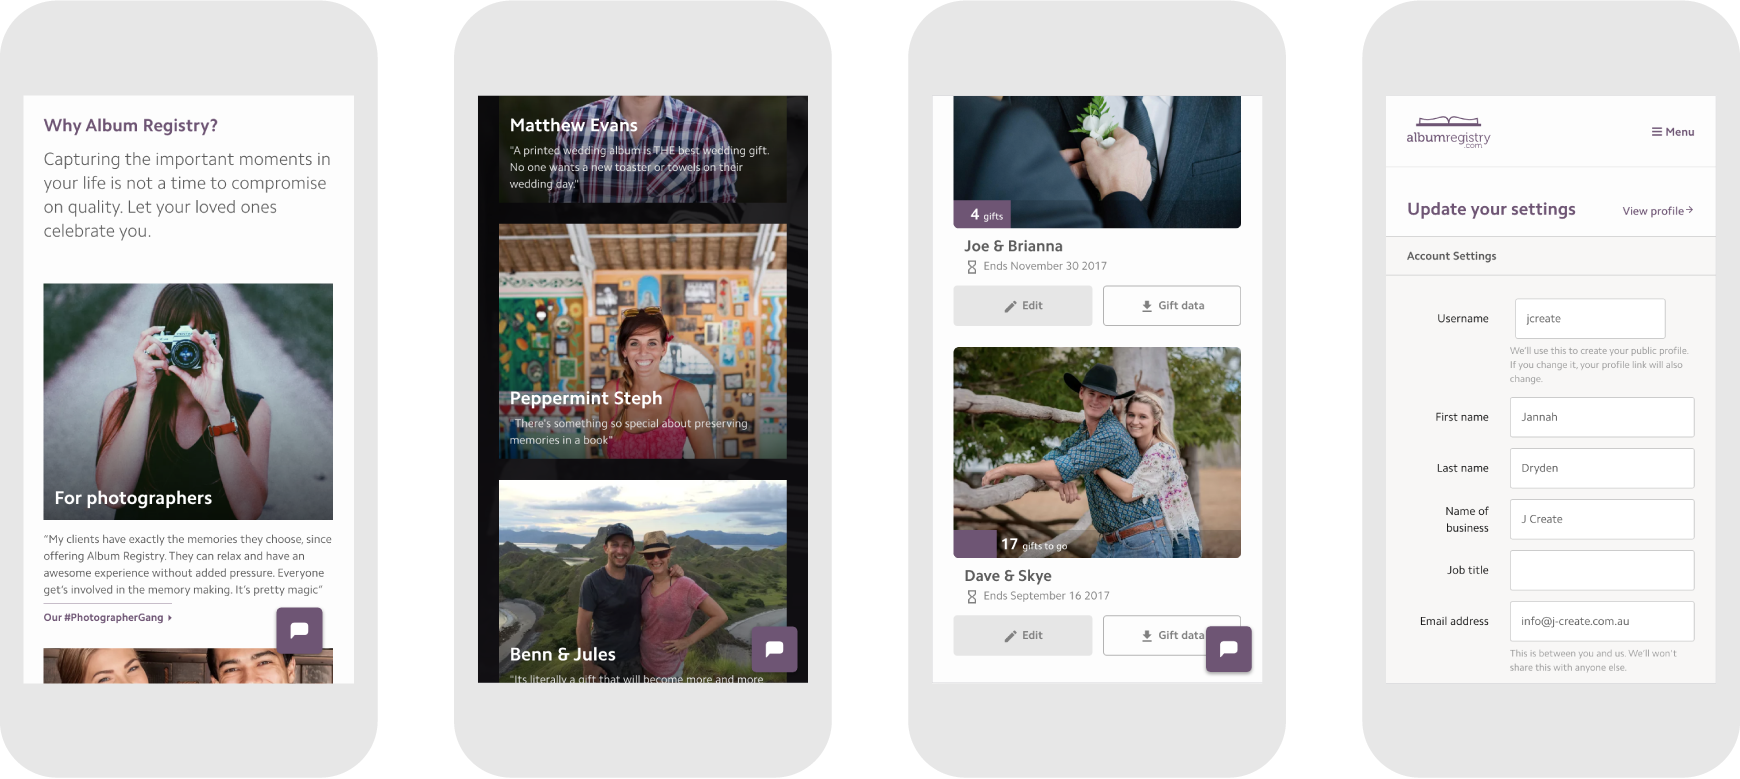 Why Album Registry?
Capturing the important moments in
your life is not a time to compromise
on quality. Let your loved ones
celebrate you.
For photographers
“My clients have exactly the memories they choose, since
offering Album Registry. They can relax and have an
awesome experience without added pressure. Everyone
get’s involved in the memory making. It’s pretty magic”
Our #PhotographerGang
Matthew Evans
“A printed wedding album is THE best wedding gift.
No one wants a new toaster or towels on their
wedding day.”
Peppermint Steph
“There’s something so special about preserving
memories in a book”
Benn & Jules
“Its literally a gift that will become more and more
4 gifts
Joe & Brianna
Ends November 30 2017
Edit
Gift data
17 gifts to go
Dave & Skye
Ends September 16 2017
Edit
Gift data
albumregistry
.com
Menu
Update your settings
View profile
Account Settings
Username
jcreate
We’ll use this to create your public profile.
If you change it, your profile link will also
change.
First name
Jannah
Last name
Dryden
Name of
business
J Create
Job title
Email address
info@j-create.com.au
This is between you and us. We’ll won’t
share this with anyone else.